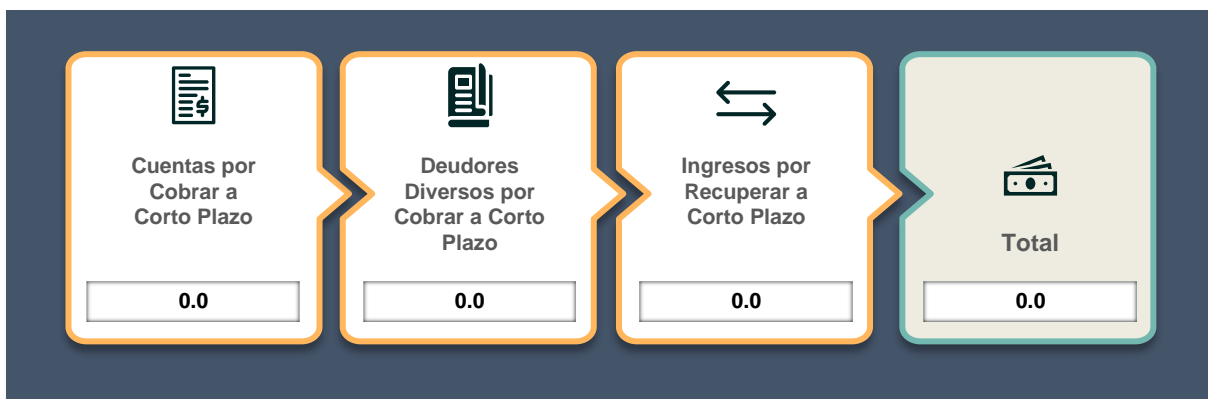 Cuentas por
Cobrar a
Corto Plazo
0.0
Deudores
Diversos por
Cobrar a Corto
Plazo
0.0
Ingresos por
Recuperar a
Corto Plazo
0.0
Total
0.0